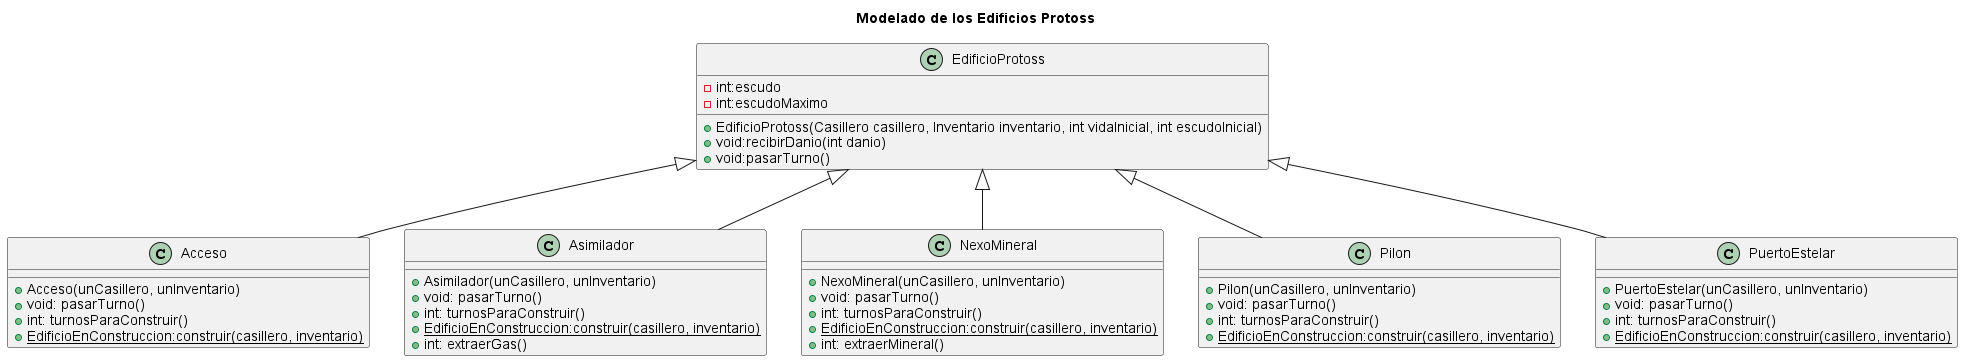 Modelado de los Edificios Protoss
C EdificioProtoss
int:escudo
int:escudoMaximo
EdificioProtoss(Casillero casillero, Inventario inventario, int vidaInicial, int escudoInicial)
void:recibirDanio(int danio)
void:pasarTurno()
C Acceso
Acceso(unCasillero, unInventario)
void: pasarTurno()
int: turnosParaConstruir()
EdificioEnConstruccion:construir(casillero, inventario)
C Asimilador
Asimilador(unCasillero, unInventario)
void: pasarTurno()
int: turnosParaConstruir()
EdificioEnConstruccion:construir(casillero, inventario)
int: extraerGas()
C NexoMineral
NexoMineral(unCasillero, unInventario)
void: pasarTurno()
int: turnosParaConstruir()
EdificioEnConstruccion:construir(casillero, inventario)
int: extraerMineral()
C Pilon
Pilon(unCasillero, unInventario)
void: pasarTurno()
int: turnosParaConstruir()
EdificioEnConstruccion:construir(casillero, inventario)
C PuertoEstelar
PuertoEstelar(unCasillero, unInventario)
void: pasarTurno()
int: turnosParaConstruir()
EdificioEnConstruccion:construir(casillero, inventario)